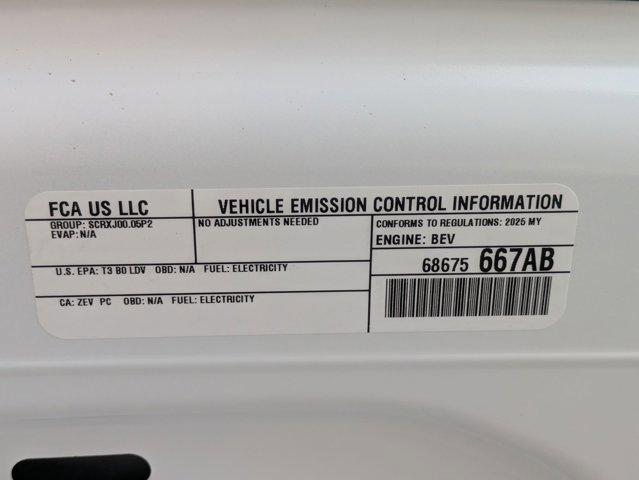 FCA US LLC
VEHICLE EMISSION CONTROL INFORMATION
GROUP: SCRXJ00.05P2
EVAP: N/A
NO ADJUSTMENTS NEEDED
CONFORMS TO REGULATIONS: 2025 MY
ENGINE: BEV
U.S. EPA: T3 B0 LDV OBD: N/A FUEL: ELECTRICITY
68675 667AB
CA: ZEV PC OBD: N/A FUEL: ELECTRICITY